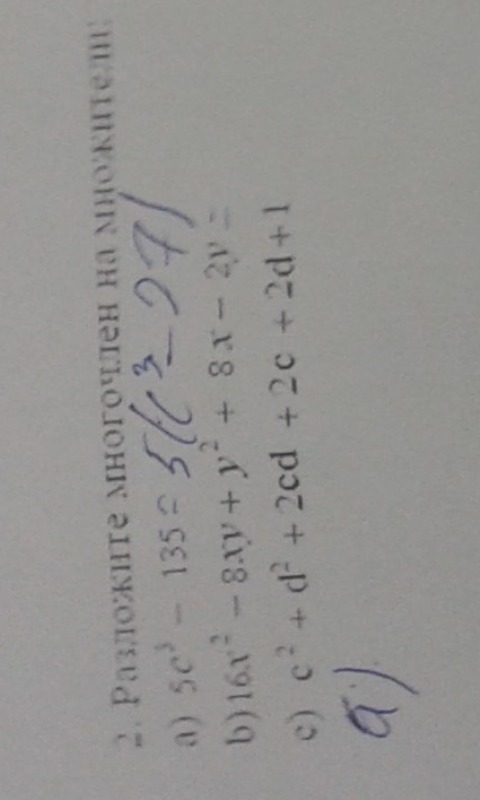 2. Разложите многочлен на множители:
a) 5c³ − 135 = 5(c³ − 27)
b) 16x² − 8xy + y² + 8x − 2y =
c) c² + d² + 2cd + 2c + 2d + 1
a)